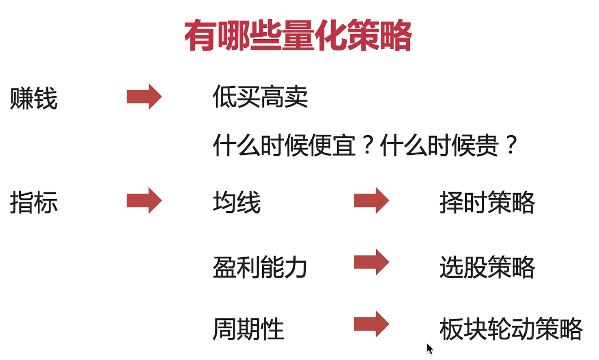 有哪些量化策略
赚钱 低买高卖
什么时候便宜？什么时候贵？
指标 均线 择时策略
盈利能力 选股策略
周期性 板块轮动策略